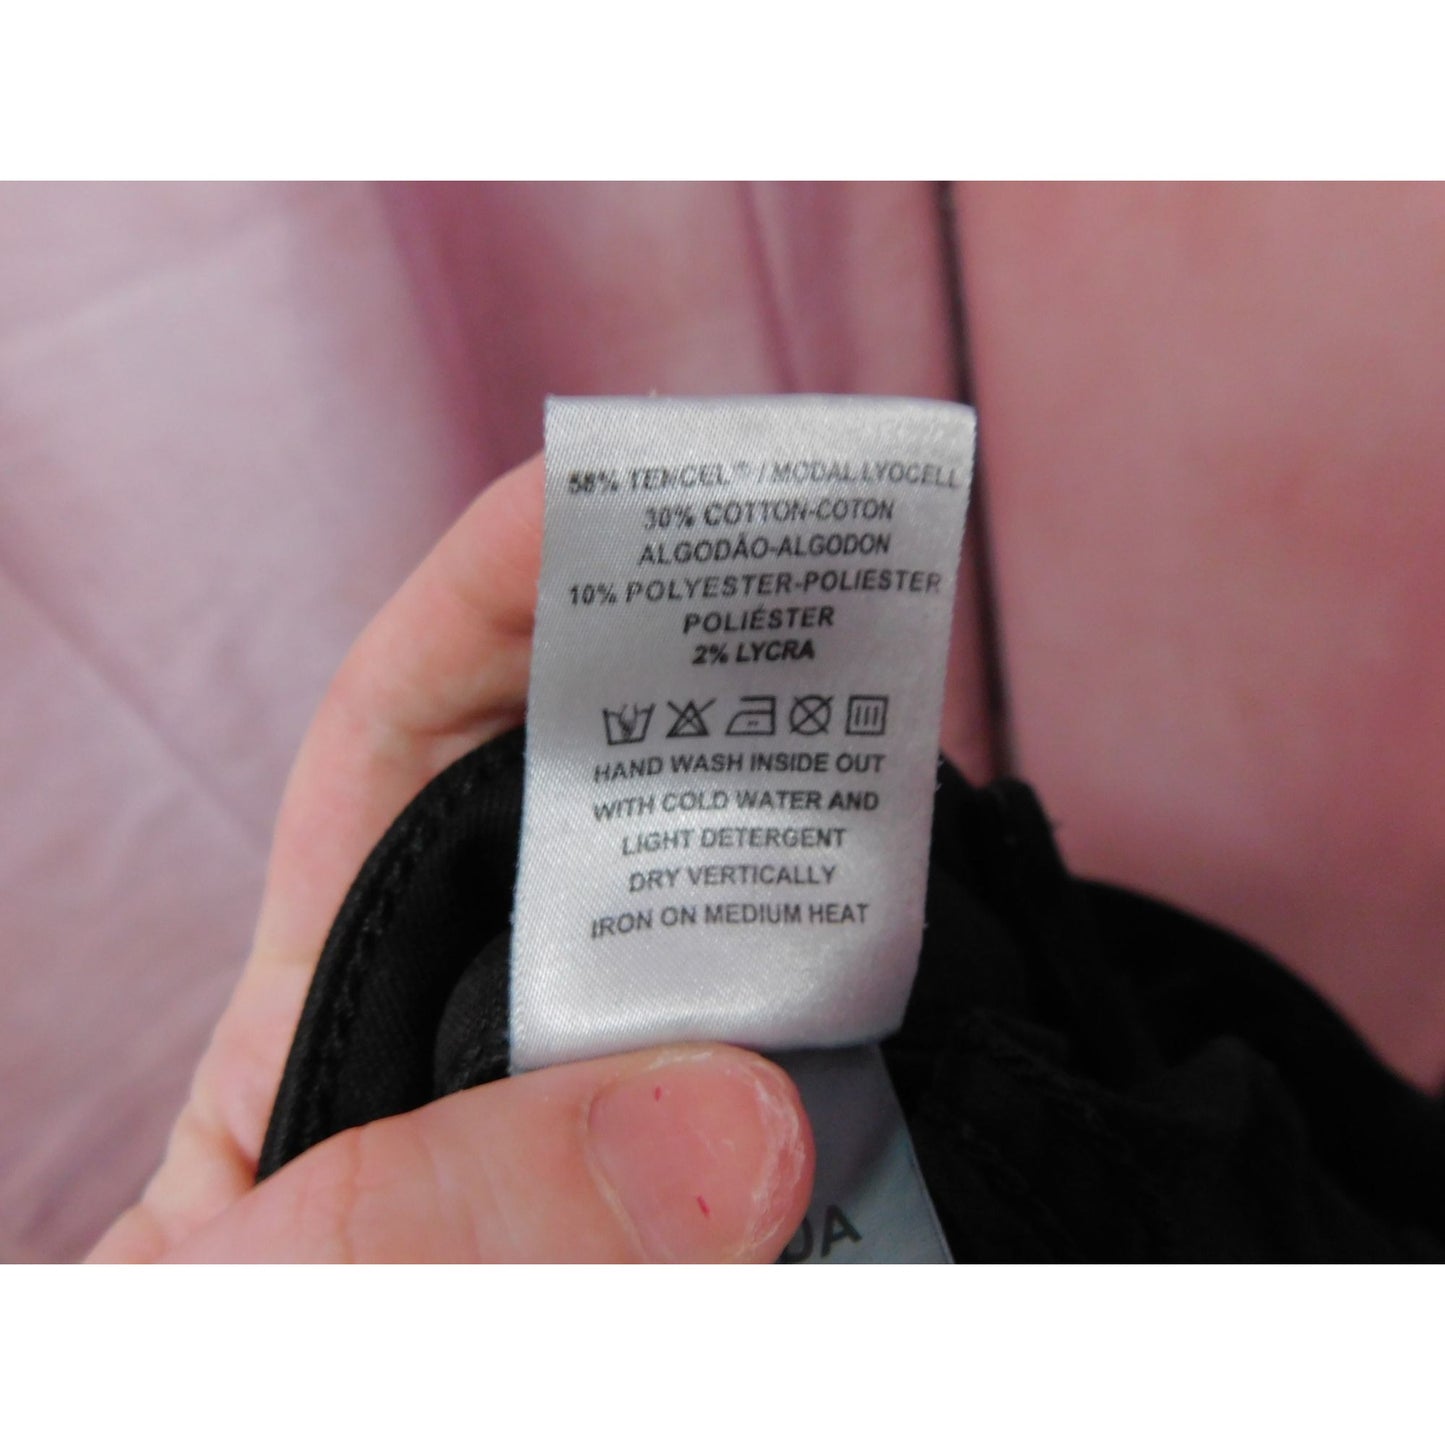 58% TENCEL® / MODAL LYOCELL
30% COTTON-COTON
ALGODÃO-ALGODON
10% POLYESTER-POLIESTER
POLIÉSTER
2% LYCRA
HAND WASH INSIDE OUT
WITH COLD WATER AND
LIGHT DETERGENT
DRY VERTICALLY
IRON ON MEDIUM HEAT